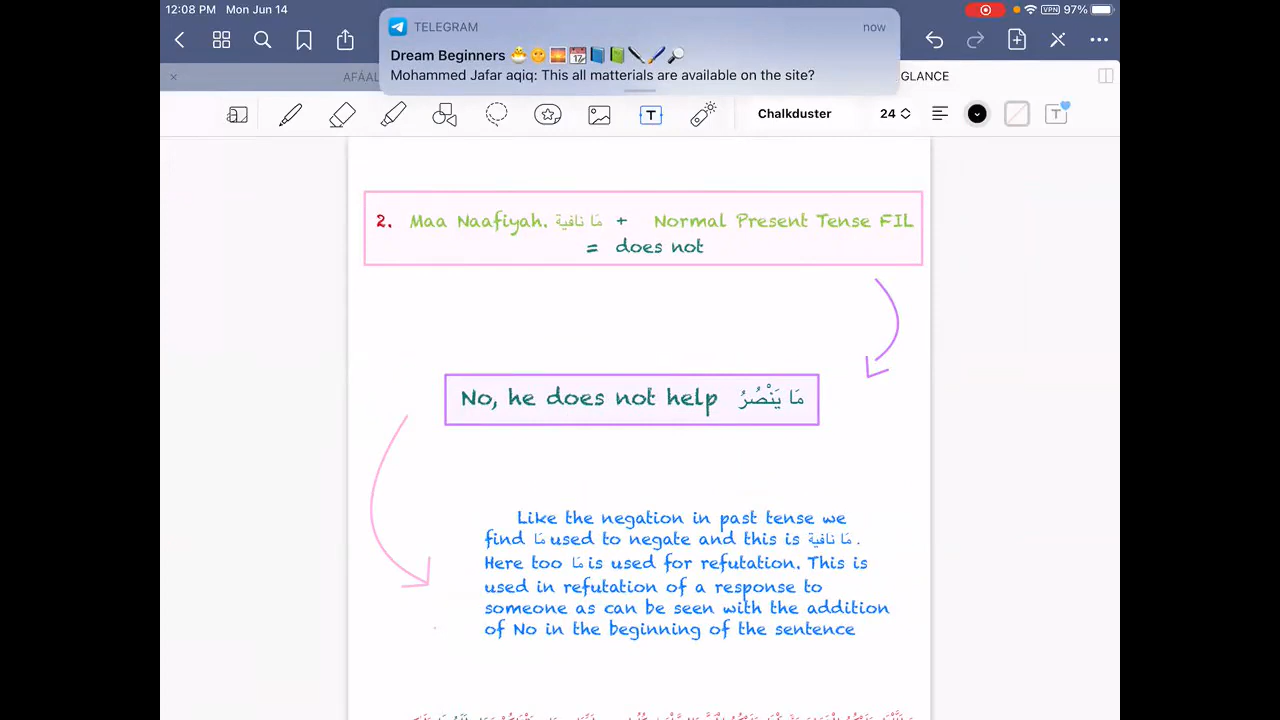 12:08 PM Mon Jun 14
VPN 97%
TELEGRAM
now
Dream Beginners
Mohammed Jafar aqiq: This all matterials are available on the site?
AFÁAL
GLANCE
Chalkduster
24
2. Maa Naafiyah. مَا نافية + Normal Present Tense FIL
= does not
No, he does not help مَا يَنْصُرُ
Like the negation in past tense we
find مَا used to negate and this is مَا نافية .
Here too مَا is used for refutation. This is
used in refutation of a response to
someone as can be seen with the addition
of No in the beginning of the sentence